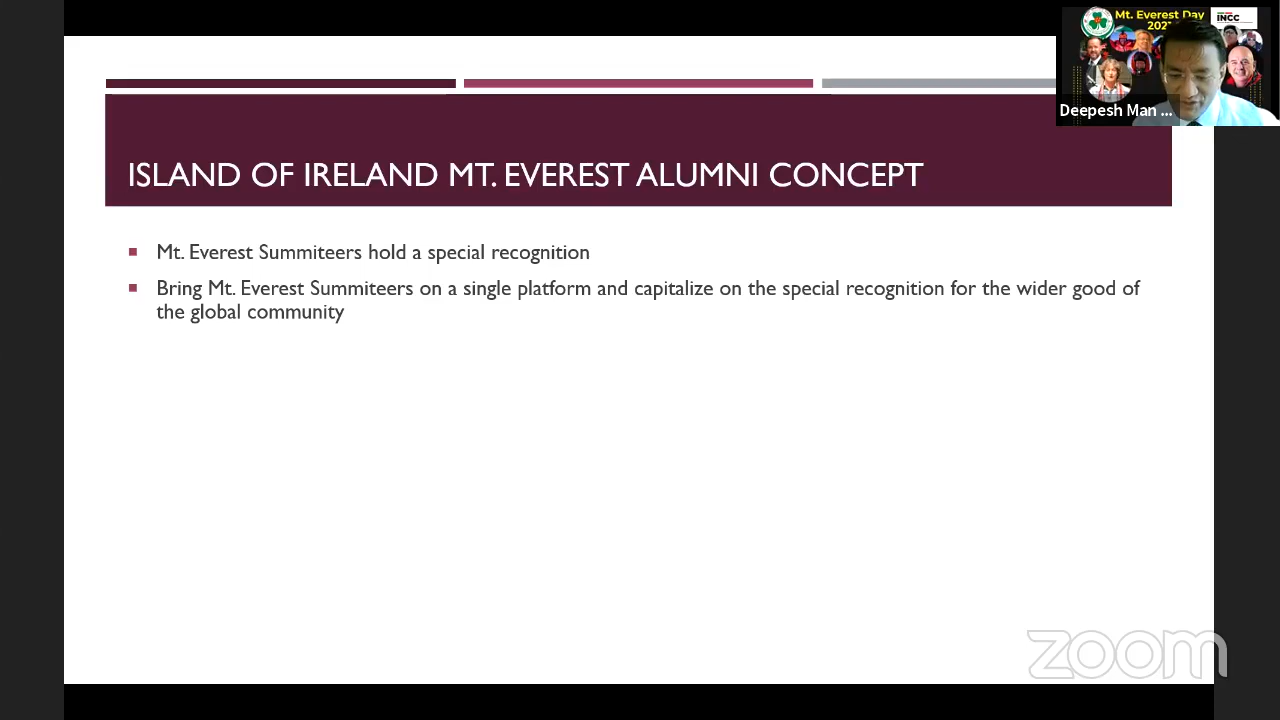 Mt. Everest Day
INCC
Deepesh Man ...
ISLAND OF IRELAND MT. EVEREST ALUMNI CONCEPT
Mt. Everest Summiteers hold a special recognition
Bring Mt. Everest Summiteers on a single platform and capitalize on the special recognition for the wider good of
the global community
zoom